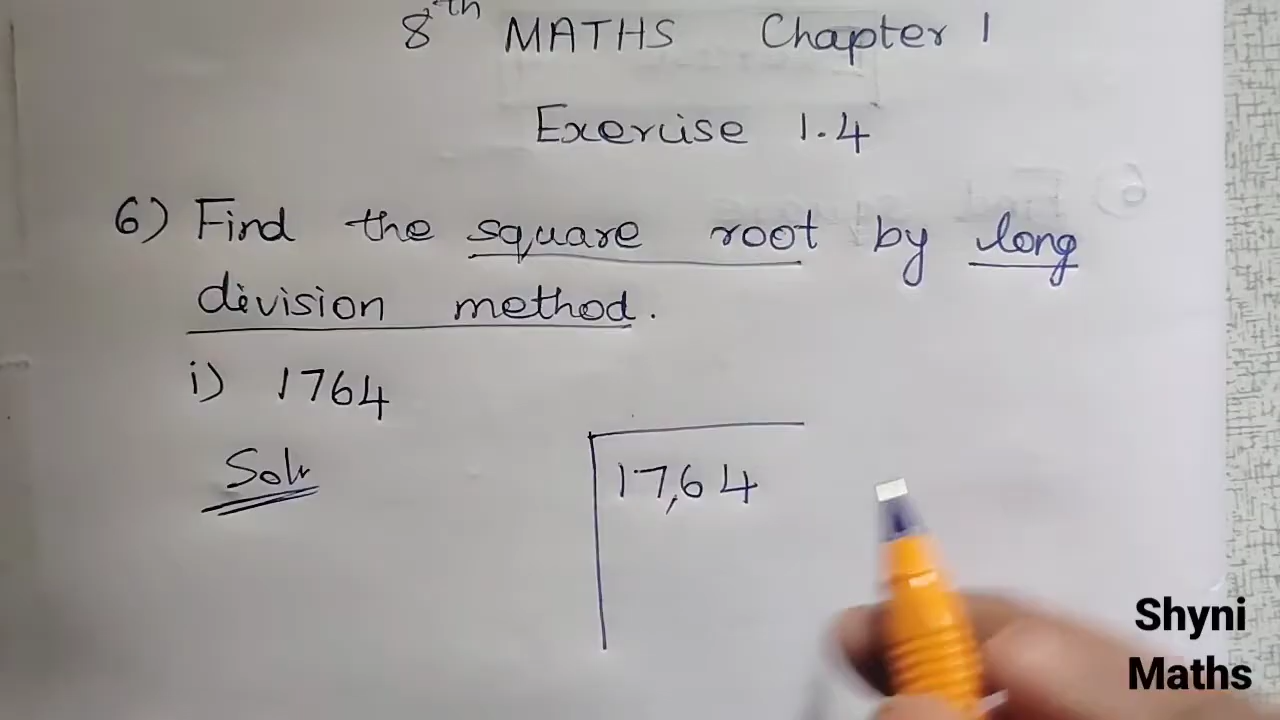 8th MATHS Chapter 1
Exercise 1.4
6) Find the square root by long
division method.
i) 1764
Soln
17,64
Shyni
Maths